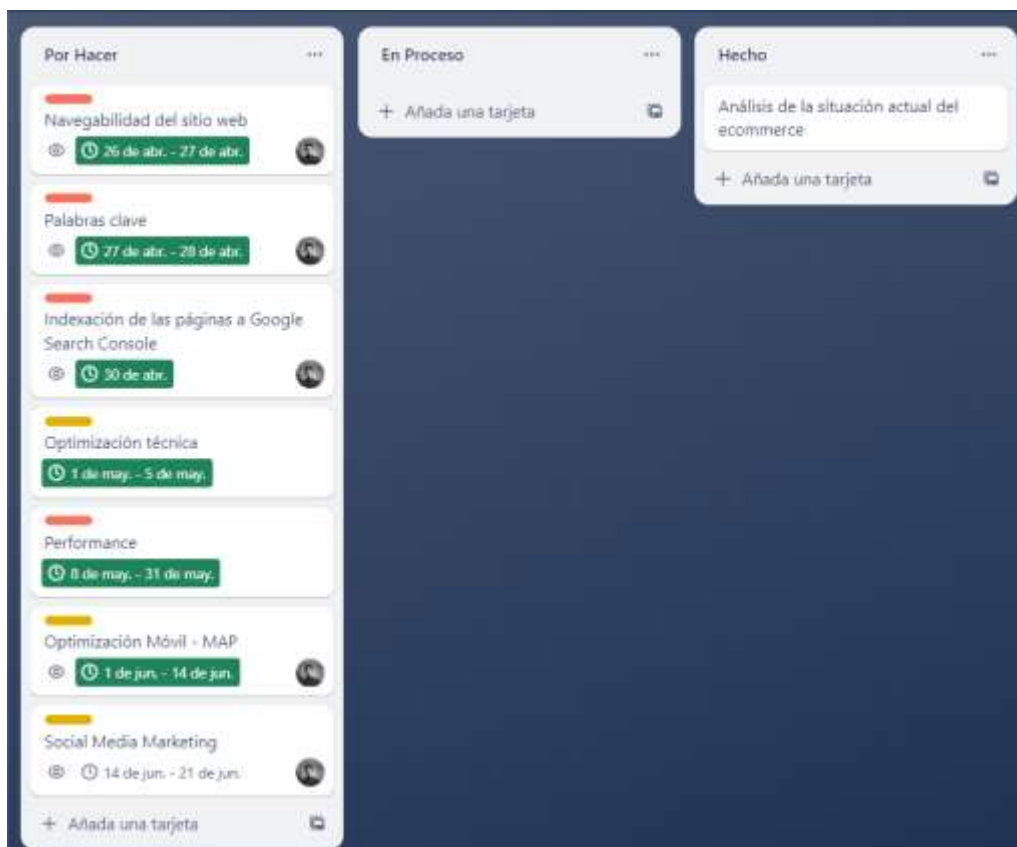 Por Hacer
Navegabilidad del sitio web
26 de abr. - 27 de abr.
Palabras clave
27 de abr. - 28 de abr.
Indexación de las páginas a Google
Search Console
30 de abr.
Optimización técnica
1 de may. - 5 de may.
Performance
8 de may. - 31 de may.
Optimización Móvil - MAP
1 de jun. - 14 de jun.
Social Media Marketing
14 de jun. - 21 de jun.
+ Añada una tarjeta
En Proceso
+ Añada una tarjeta
Hecho
Análisis de la situación actual del
ecommerce
+ Añada una tarjeta